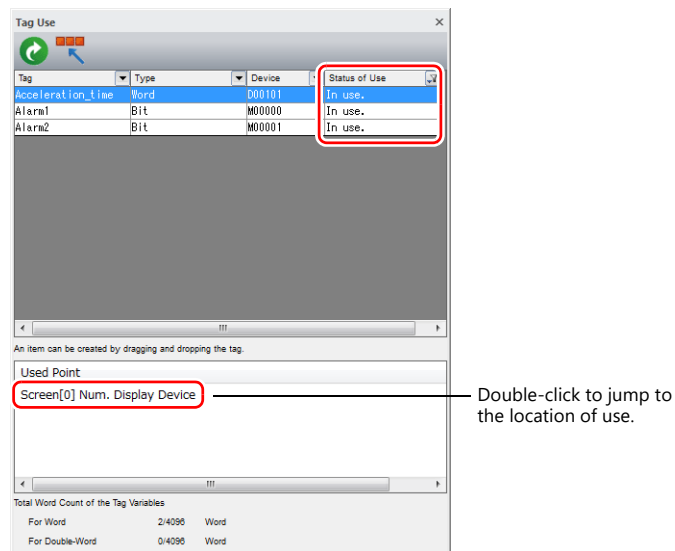 Tag Use
Tag Type Device Status of Use
Acceleration_time Word D00101 In use.
Alarm1 Bit M00000 In use.
Alarm2 Bit M00001 In use.
An item can be created by dragging and dropping the tag.
Used Point
Screen[0] Num. Display Device
Double-click to jump to
the location of use.
Total Word Count of the Tag Variables
For Word 2/4096 Word
For Double-Word 0/4096 Word